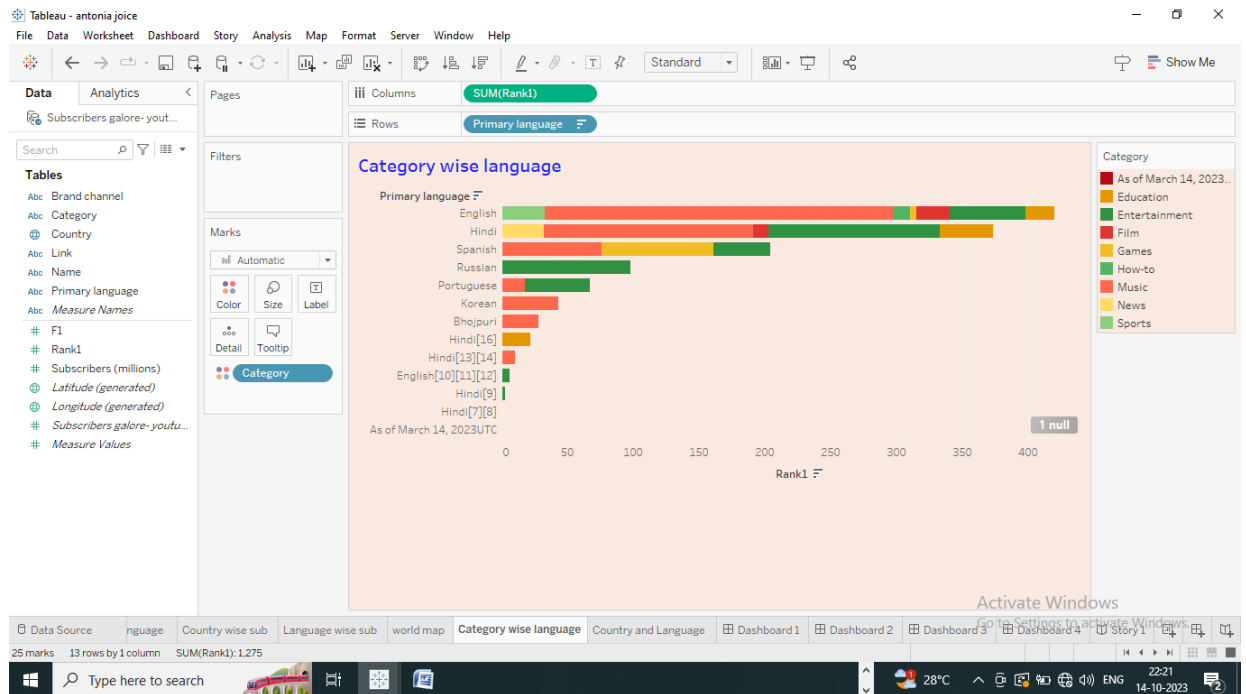 Tableau - antonia joice
File Data Worksheet Dashboard Story Analysis Map Format Server Window Help
Standard
Show Me
Data Analytics
Subscribers galore- yout...
Search
Tables
Abc Brand channel
Abc Category
Country
Abc Link
Abc Name
Abc Primary language
Abc Measure Names
# F1
# Rank1
# Subscribers (millions)
Latitude (generated)
Longitude (generated)
# Subscribers galore- youtu...
# Measure Values
Pages
Filters
Marks
Automatic
Color Size Label
Detail Tooltip
Category
Columns SUM(Rank1)
Rows Primary language
Category wise language
Primary language
English
Hindi
Spanish
Russian
Portuguese
Korean
Bhojpuri
Hindi[16]
Hindi[13][14]
English[10][11][12]
Hindi[9]
Hindi[7][8]
As of March 14, 2023UTC
1 null
0 50 100 150 200 250 300 350 400
Rank1
Category
As of March 14, 2023..
Education
Entertainment
Film
Games
How-to
Music
News
Sports
Activate Windows
Go to Settings to activate Windows.
Data Source nguage Country wise sub Language wise sub world map Category wise language Country and Language Dashboard 1 Dashboard 2 Dashboard 3 Dashboard 4 Story 1
25 marks 13 rows by 1 column SUM(Rank1): 1,275
Type here to search
28°C ENG 22:21
14-10-2023 2